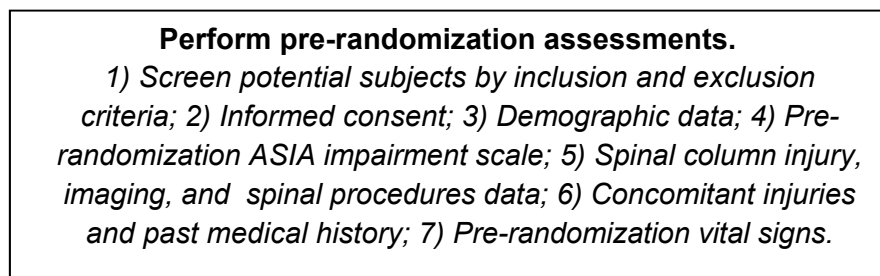 Perform pre-randomization assessments.
1) Screen potential subjects by inclusion and exclusion
criteria; 2) Informed consent; 3) Demographic data; 4) Pre-
randomization ASIA impairment scale; 5) Spinal column injury,
imaging, and  spinal procedures data; 6) Concomitant injuries
and past medical history; 7) Pre-randomization vital signs.